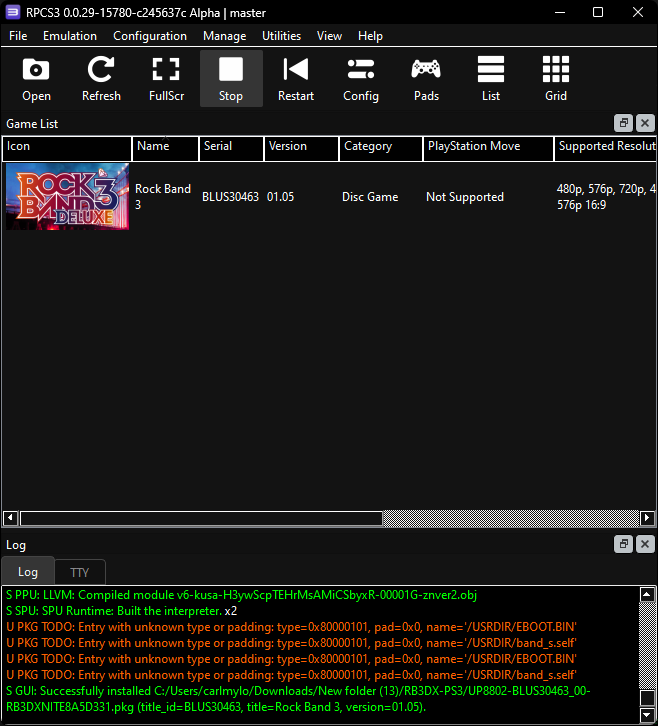 RPCS3 0.0.29-15780-c245637c Alpha | master
File Emulation Configuration Manage Utilities View Help
Open Refresh FullScr Stop Restart Config Pads List Grid
Game List
Icon Name Serial Version Category PlayStation Move Supported Resolut
ROCK BAND 3 DELUXE
Rock Band 3
BLUS30463 01.05 Disc Game Not Supported
480p, 576p, 720p, 4
576p 16:9
Log
Log TTY
S PPU: LLVM: Compiled module v6-kusa-H3ywScpTEHrMsAMiCSbyxR-00001G-znver2.obj
S SPU: SPU Runtime: Built the interpreter. x2
U PKG TODO: Entry with unknown type or padding: type=0x80000101, pad=0x0, name='/USRDIR/EBOOT.BIN'
U PKG TODO: Entry with unknown type or padding: type=0x80000101, pad=0x0, name='/USRDIR/band_s.self'
U PKG TODO: Entry with unknown type or padding: type=0x80000101, pad=0x0, name='/USRDIR/EBOOT.BIN'
U PKG TODO: Entry with unknown type or padding: type=0x80000101, pad=0x0, name='/USRDIR/band_s.self'
S GUI: Successfully installed C:/Users/carlmylo/Downloads/New folder (13)/RB3DX-PS3/UP8802-BLUS30463_00-
RB3DXNITE8A5D331.pkg (title_id=BLUS30463, title=Rock Band 3, version=01.05).